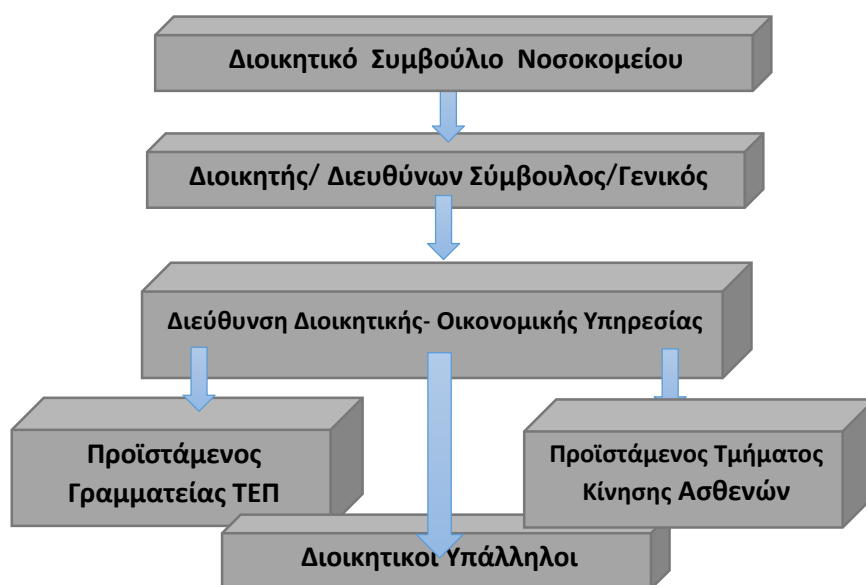 Διοικητικό Συμβούλιο Νοσοκομείου
Διοικητής/ Διευθύνων Σύμβουλος/Γενικός
Διεύθυνση Διοικητικής- Οικονομικής Υπηρεσίας
Προϊστάμενος
Γραμματείας ΤΕΠ
Προϊστάμενος Τμήματος
Κίνησης Ασθενών
Διοικητικοι Υπάλληλοι